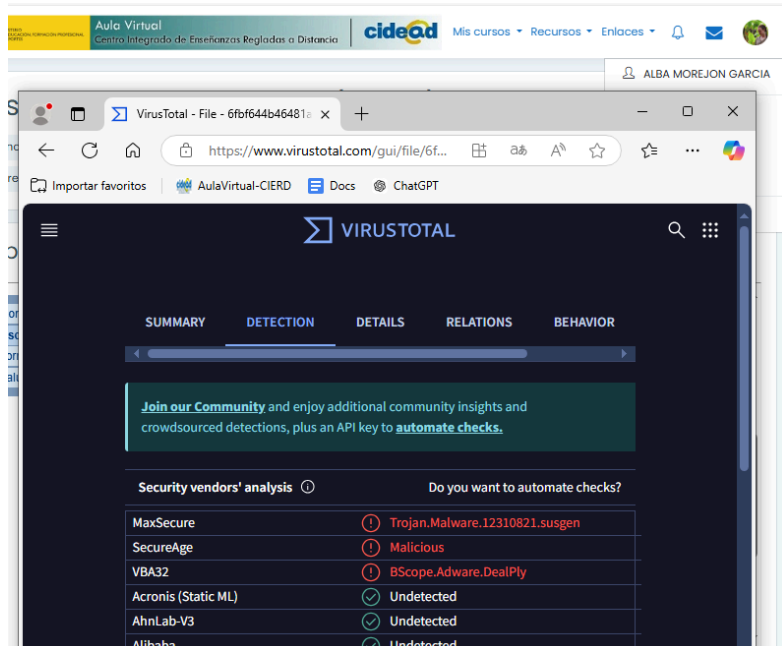 Aula Virtual
Centro Integrado de Enseñanzas Regladas a Distancia
cidead
Mis cursos Recursos Enlaces
ALBA MOREJON GARCIA
VirusTotal - File - 6fbf644b46481a
https://www.virustotal.com/gui/file/6f...
Importar favoritos AulaVirtual-CIERD Docs ChatGPT
VIRUSTOTAL
SUMMARY DETECTION DETAILS RELATIONS BEHAVIOR
Join our Community and enjoy additional community insights and
crowdsourced detections, plus an API key to automate checks.
Security vendors' analysis Do you want to automate checks?
MaxSecure Trojan.Malware.12310821.susgen
SecureAge Malicious
VBA32 BScope.Adware.DealPly
Acronis (Static ML) Undetected
AhnLab-V3 Undetected
Alibaba Undetected